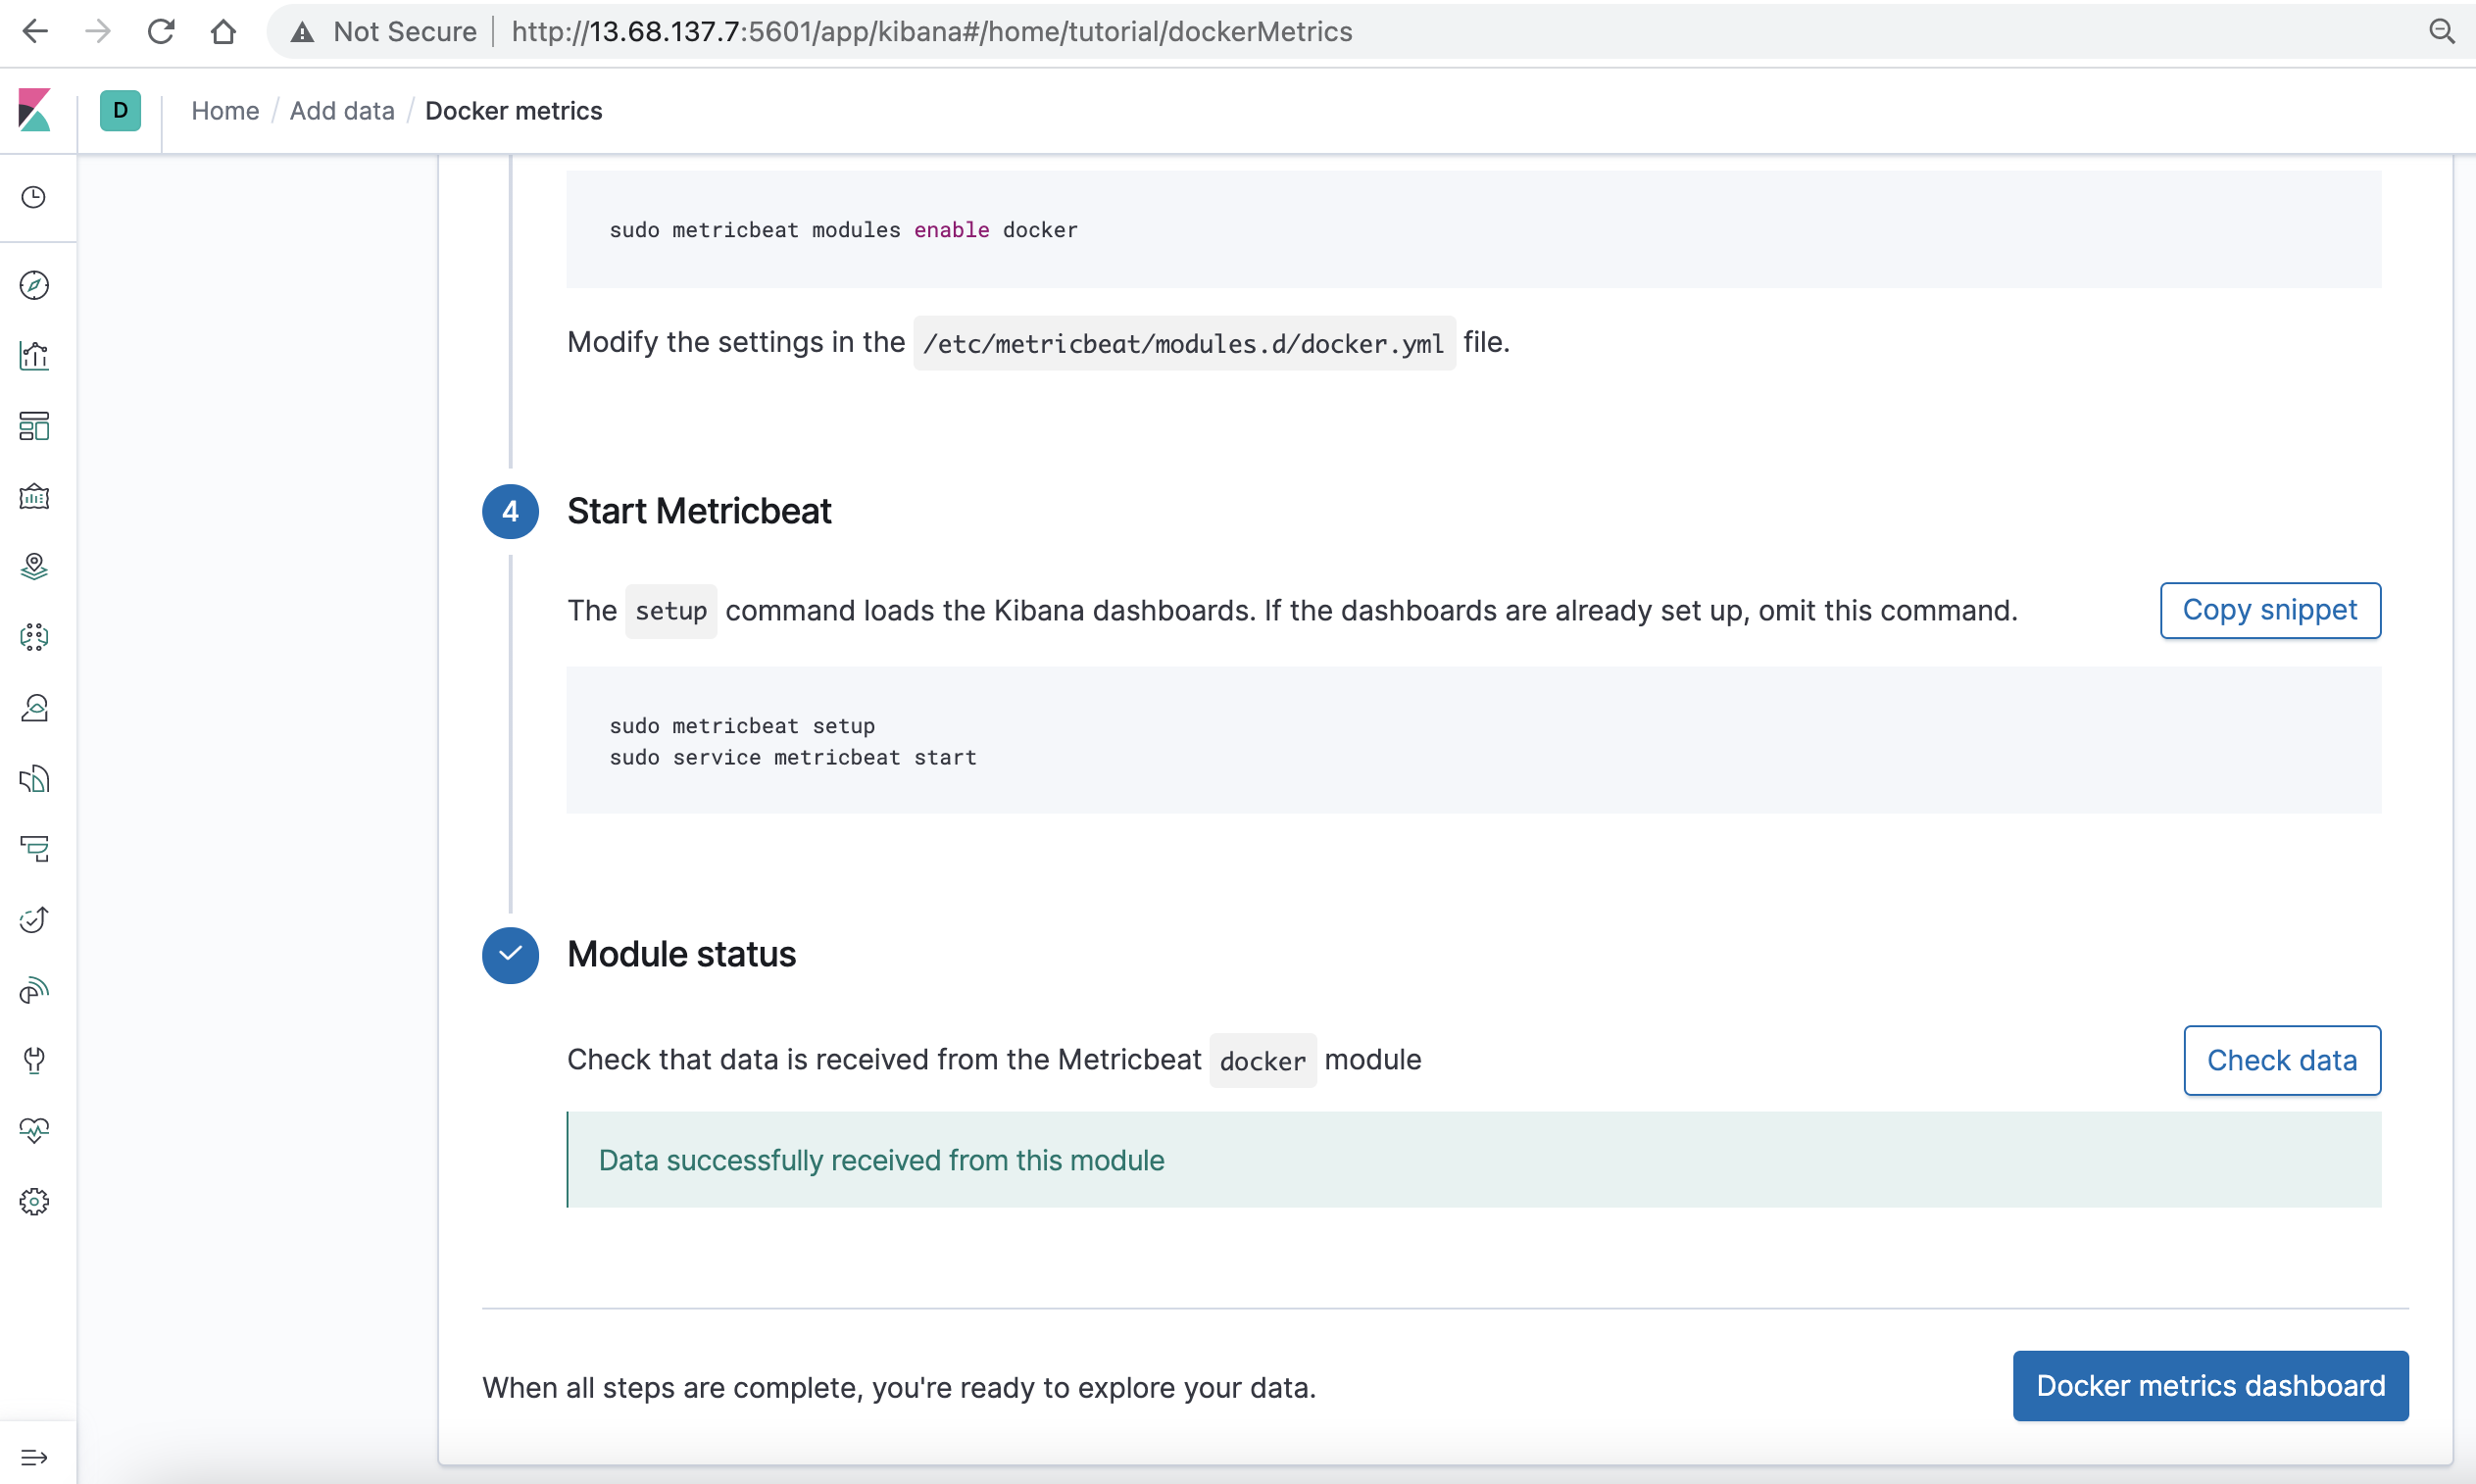 Not Secure | http://13.68.137.7:5601/app/kibana#/home/tutorial/dockerMetrics
D Home / Add data / Docker metrics
sudo metricbeat modules enable docker
Modify the settings in the /etc/metricbeat/modules.d/docker.yml file.
4 Start Metricbeat
The setup command loads the Kibana dashboards. If the dashboards are already set up, omit this command. Copy snippet
sudo metricbeat setup
sudo service metricbeat start
Module status
Check that data is received from the Metricbeat docker module Check data
Data successfully received from this module
When all steps are complete, you're ready to explore your data. Docker metrics dashboard